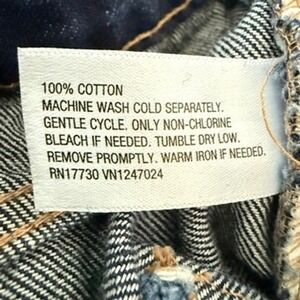 100% COTTON
MACHINE WASH COLD SEPARATELY.
GENTLE CYCLE. ONLY NON-CHLORINE
BLEACH IF NEEDED. TUMBLE DRY LOW.
REMOVE PROMPTLY. WARM IRON IF NEEDED.
RN17730 VN1247024